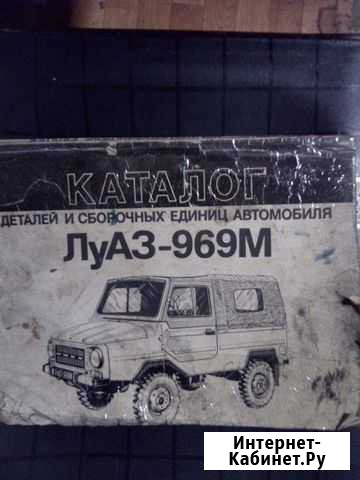 КАТАЛОГ
ДЕТАЛЕЙ И СБОРОЧНЫХ ЕДИНИЦ АВТОМОБИЛЯ
ЛуАЗ-969М
Интернет-
Кабинет.Ру